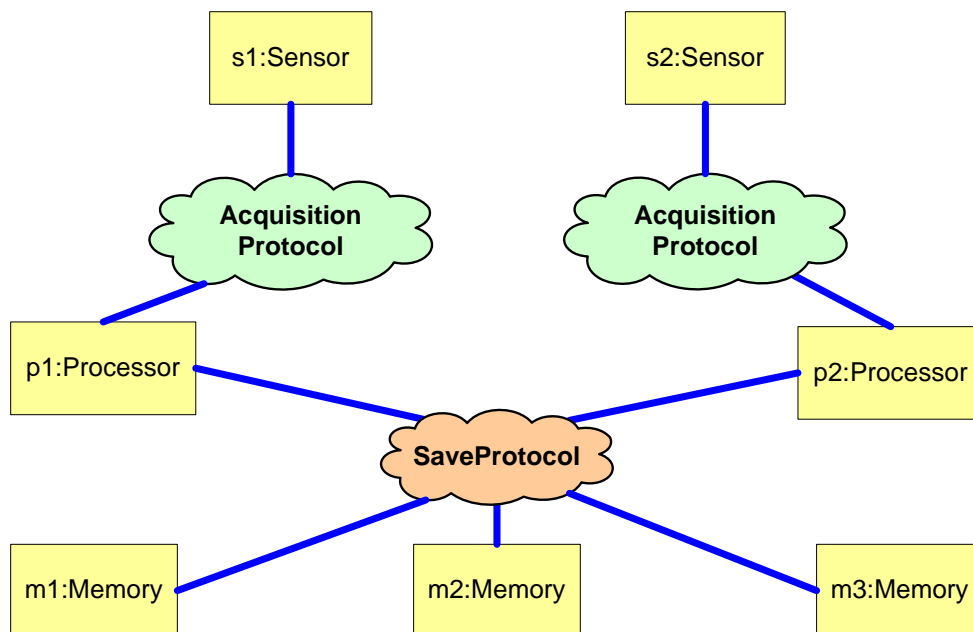 s1:Sensor
s2:Sensor
Acquisition
Protocol
Acquisition
Protocol
p1:Processor
p2:Processor
SaveProtocol
m1:Memory
m2:Memory
m3:Memory